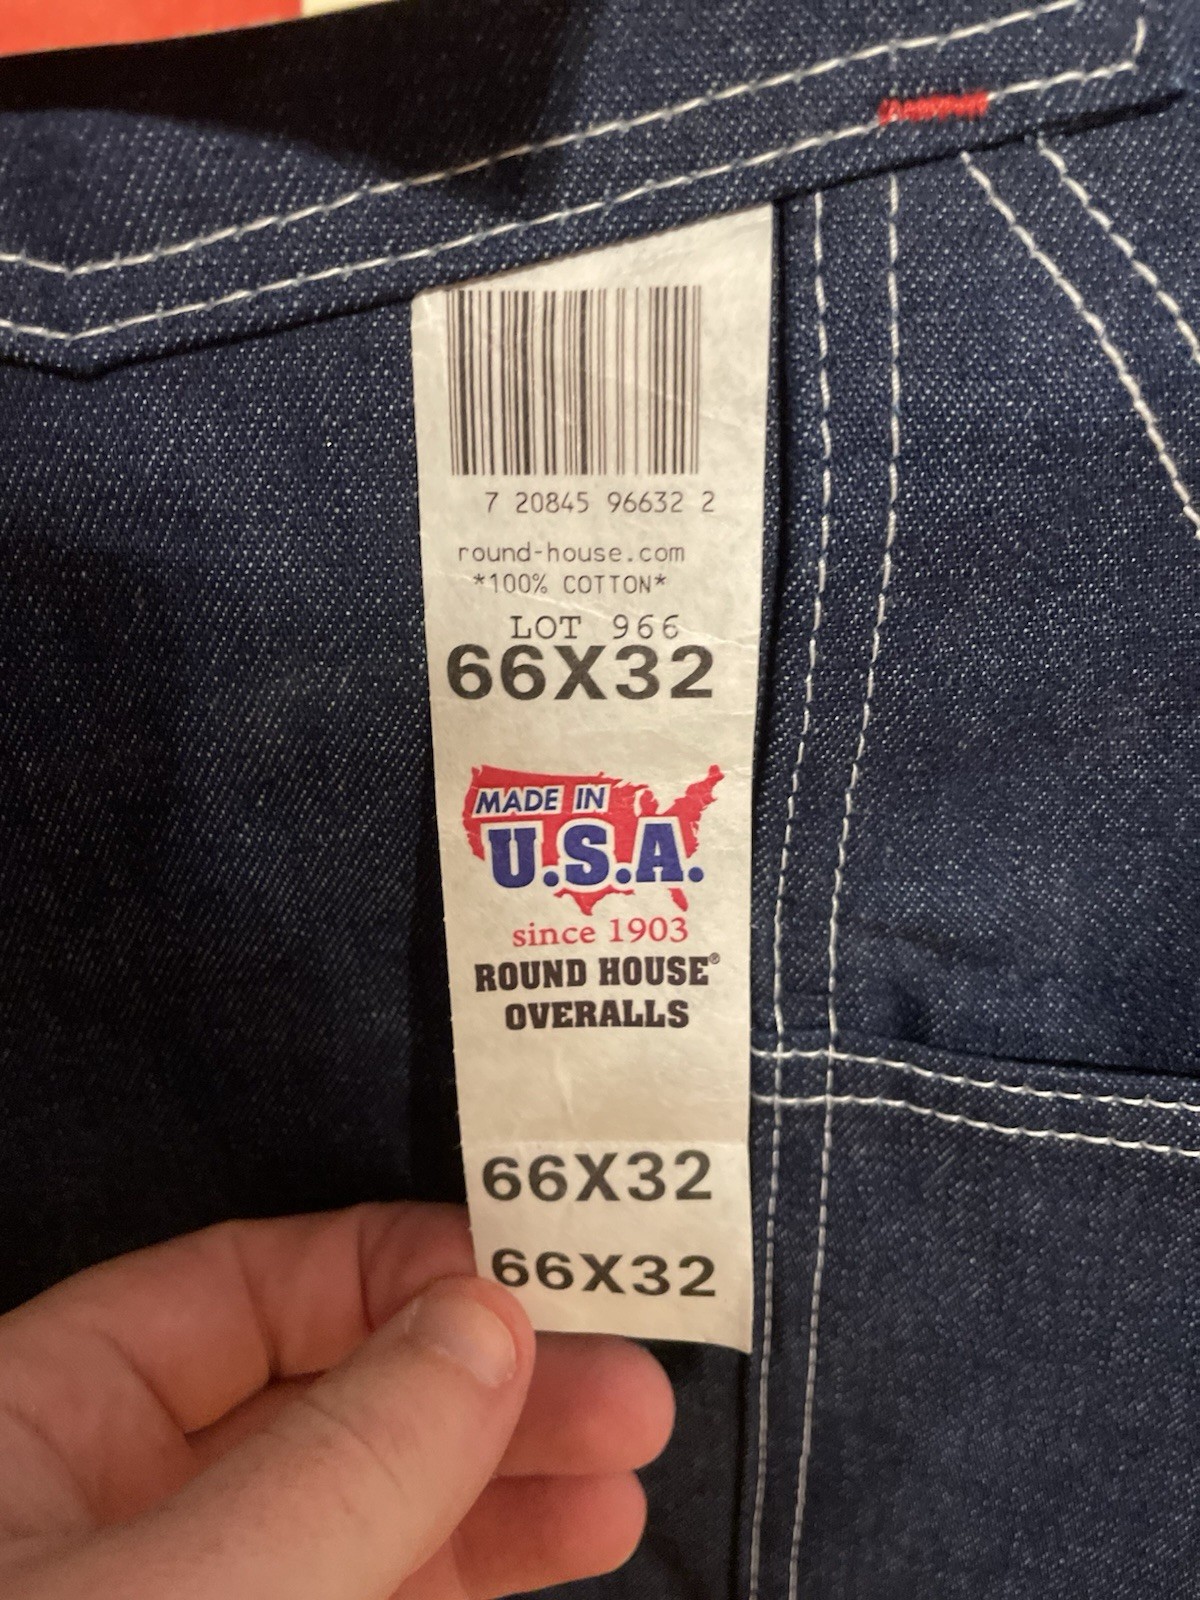 7 20845 96632 2
round-house.com
*100% COTTON*
LOT 966
66X32
MADE IN
U.S.A.
since 1903
ROUND HOUSE®
OVERALLS
66X32
66X32